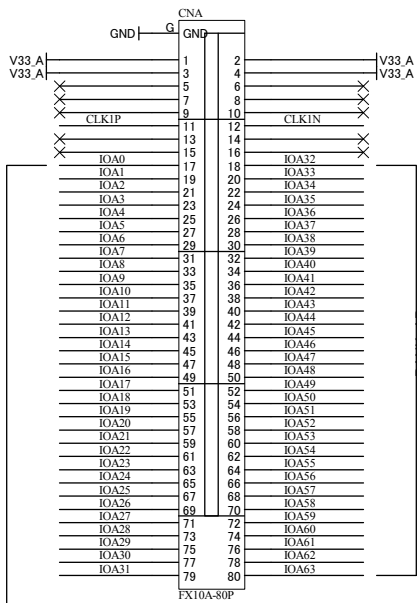 CNA
GND G GND
V33_A 1 2 V33_A
V33_A 3 4 V33_A
5 6
7 8
9 10
CLK1P 11 12 CLK1N
13 14
15 16
IOA0 17 18 IOA32
IOA1 19 20 IOA33
IOA2 21 22 IOA34
IOA3 23 24 IOA35
IOA4 25 26 IOA36
IOA5 27 28 IOA37
IOA6 29 30 IOA38
IOA7 31 32 IOA39
IOA8 33 34 IOA40
IOA9 35 36 IOA41
IOA10 37 38 IOA42
IOA11 39 40 IOA43
IOA12 41 42 IOA44
IOA13 43 44 IOA45
IOA14 45 46 IOA46
IOA15 47 48 IOA47
IOA16 49 50 IOA48
IOA17 51 52 IOA49
IOA18 53 54 IOA50
IOA19 55 56 IOA51
IOA20 57 58 IOA52
IOA21 59 60 IOA53
IOA22 61 62 IOA54
IOA23 63 64 IOA55
IOA24 65 66 IOA56
IOA25 67 68 IOA57
IOA26 69 70 IOA58
IOA27 71 72 IOA59
IOA28 73 74 IOA60
IOA29 75 76 IOA61
IOA30 77 78 IOA62
IOA31 79 80 IOA63
FX10A-80P